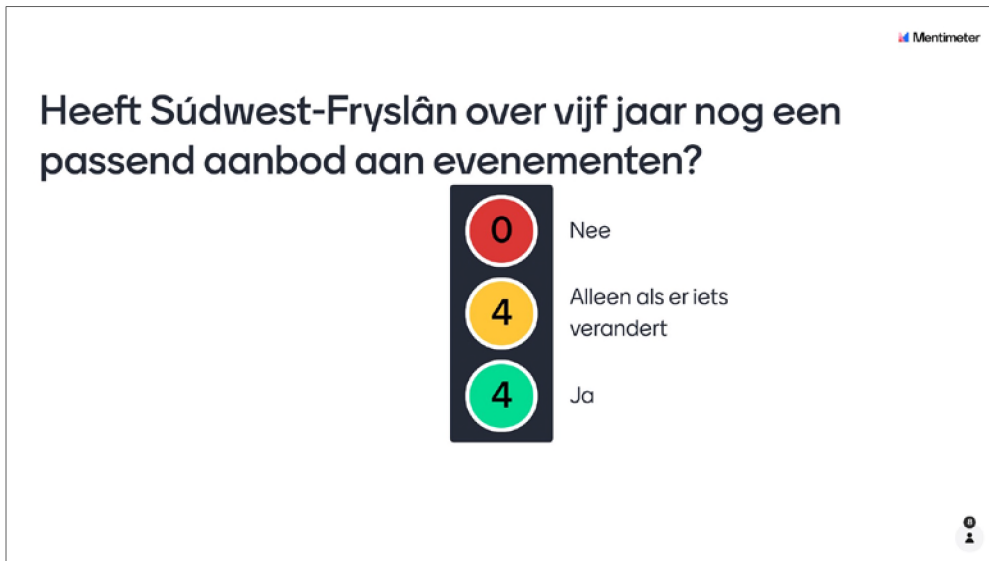 Mentimeter
Heeft Súdwest-Fryslân over vijf jaar nog een
passend aanbod aan evenementen?
0
Nee
4
Alleen als er iets
verandert
4
Ja
8